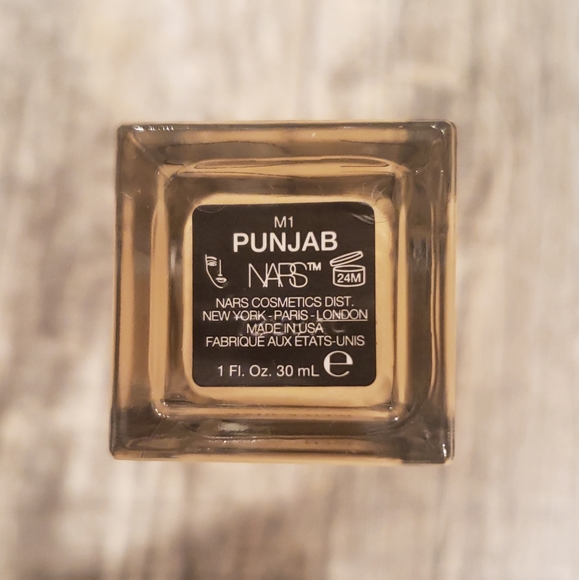 M1
PUNJAB
NARS™ 24M
NARS COSMETICS DIST.
NEW YORK - PARIS - LONDON
MADE IN USA
FABRIQUÉ AUX ÉTATS-UNIS
1 Fl. Oz. 30 mL ℮